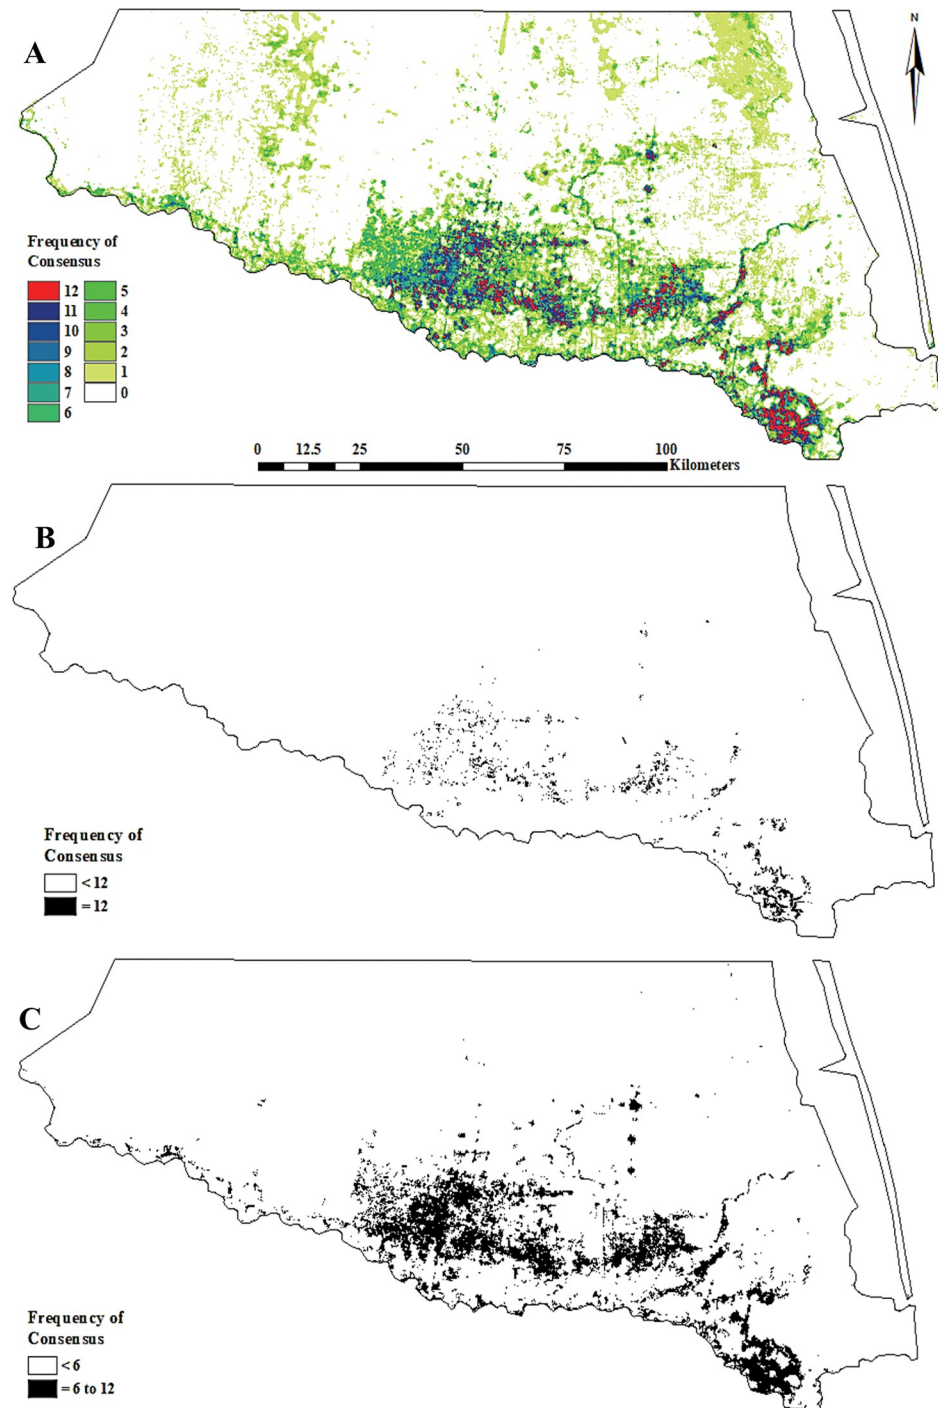 A
N
Frequency of
Consensus
12 5
11 4
10 3
9 2
8 1
7 0
6
0 12.5 25 50 75 100
Kilometers
B
Frequency of
Consensus
< 12
= 12
C
Frequency of
Consensus
< 6
= 6 to 12